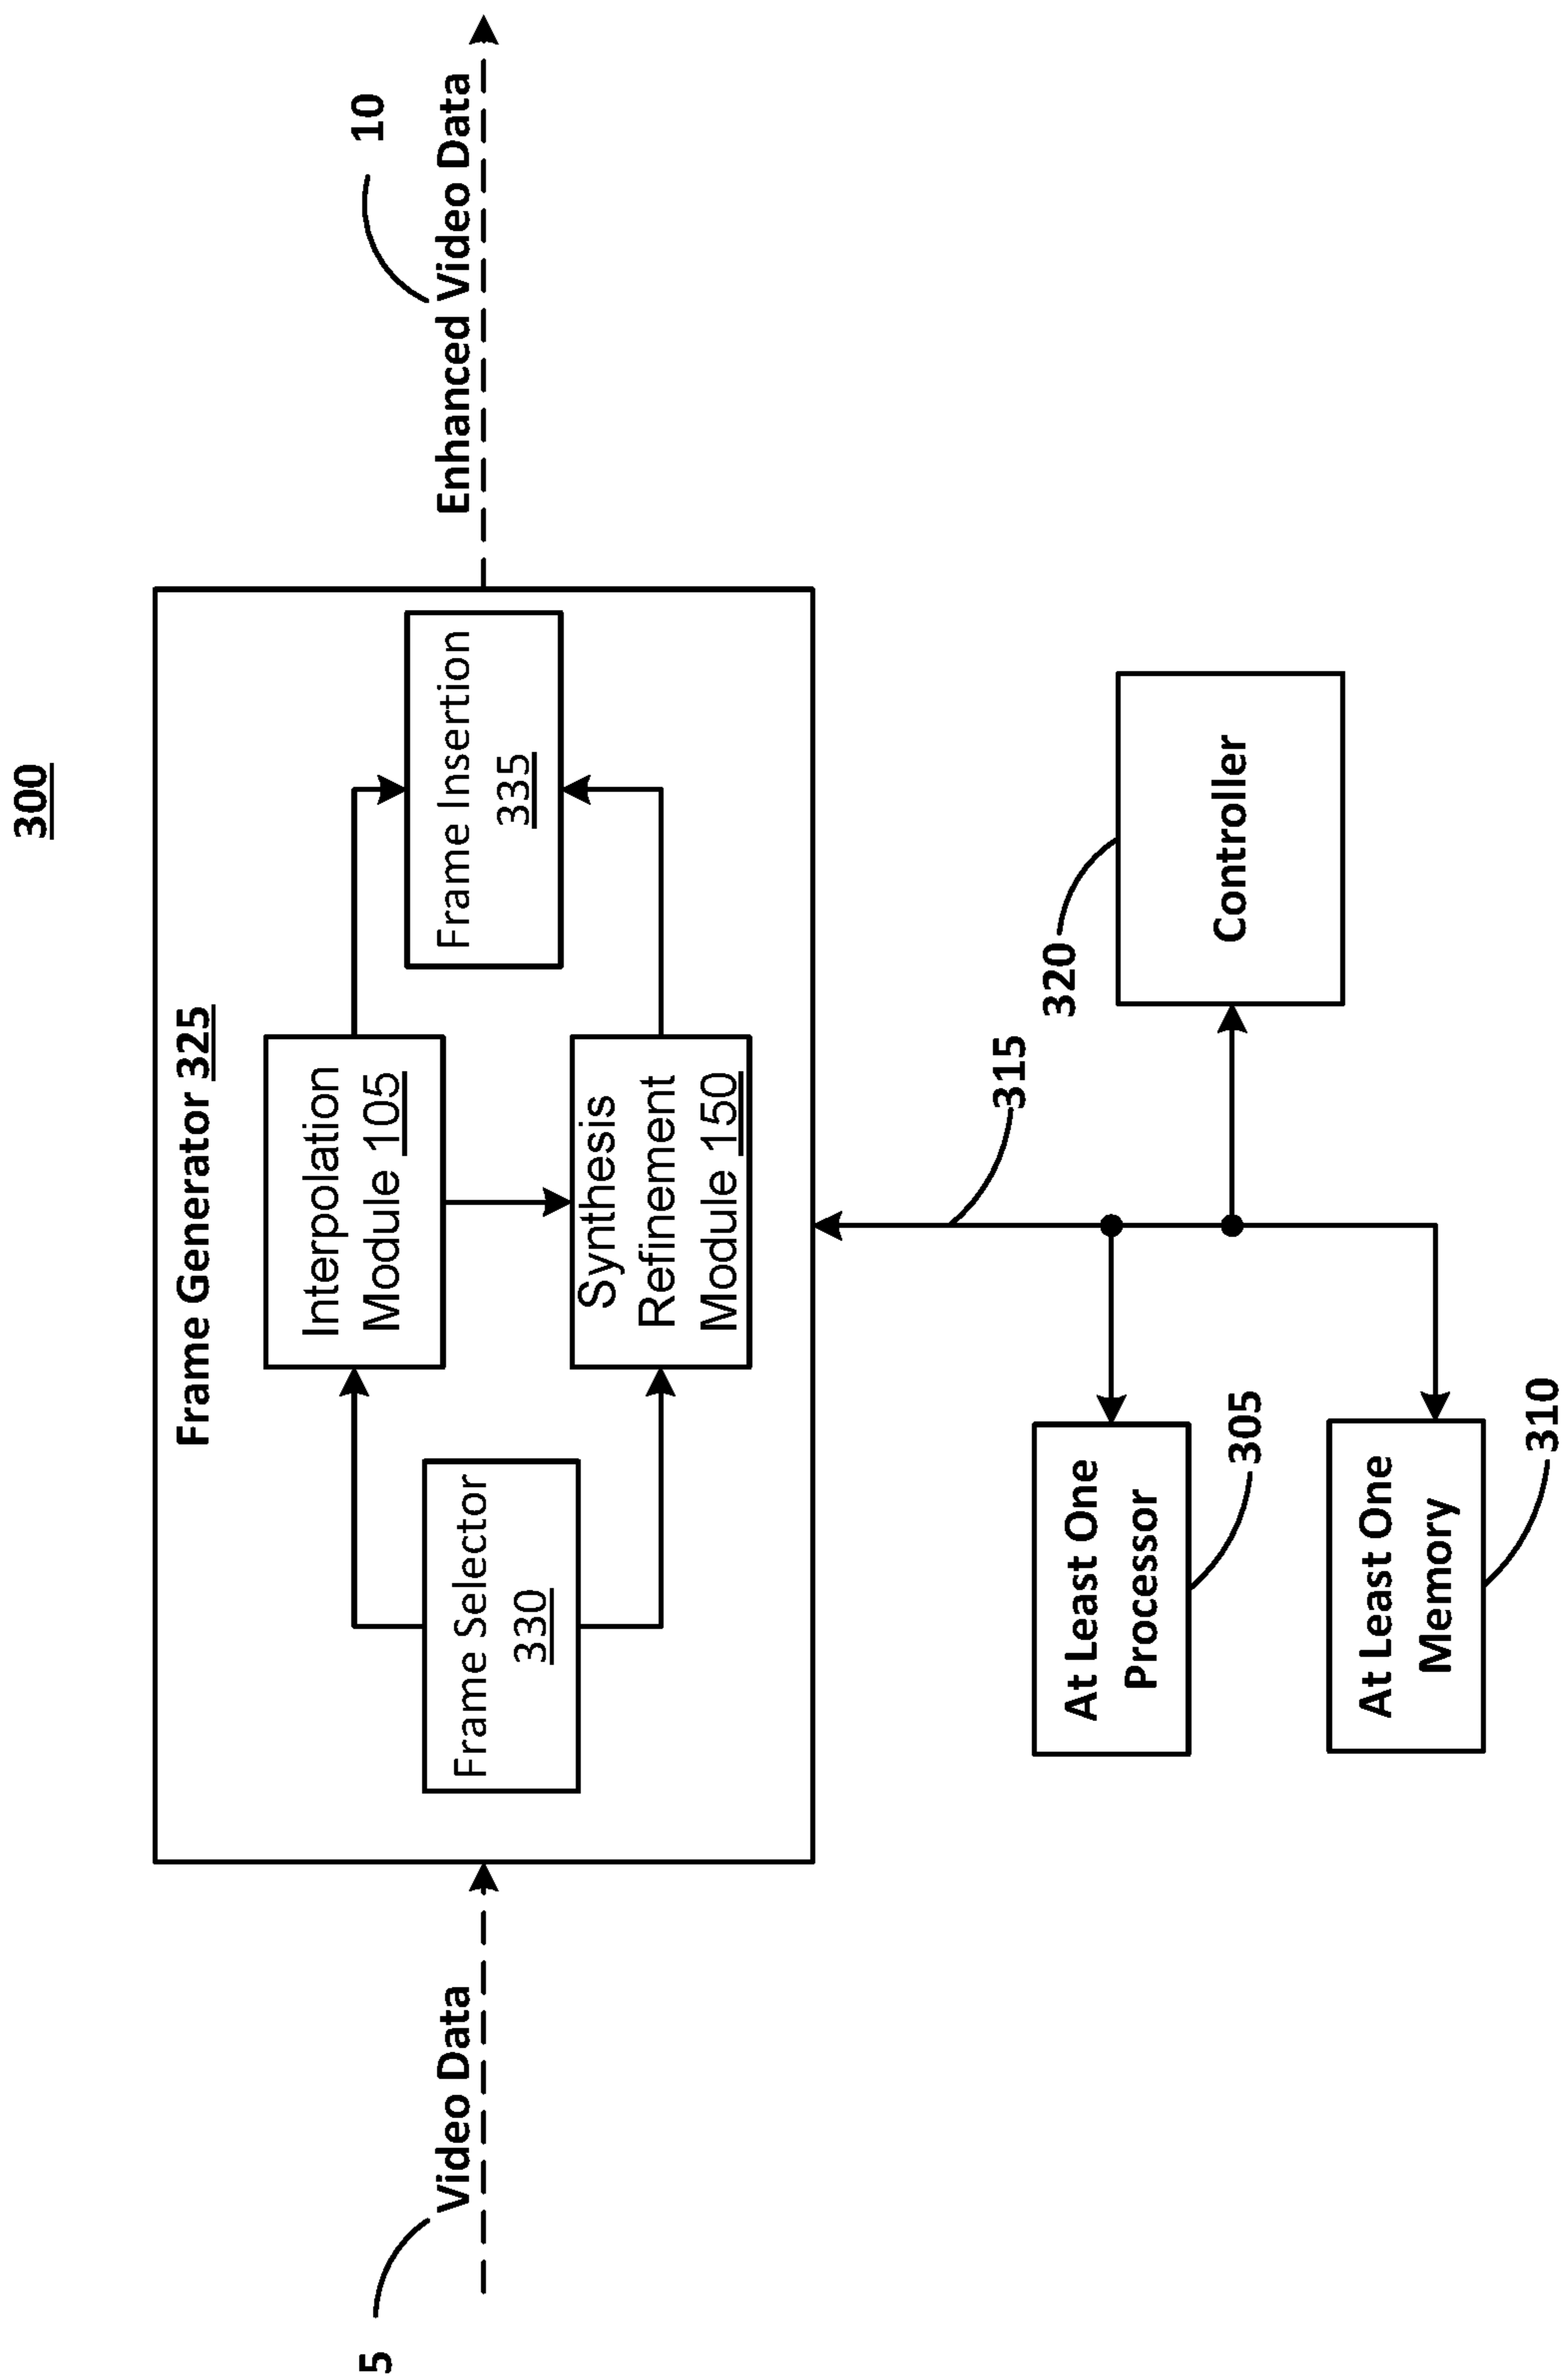 300
Frame Generator 325
10
Enhanced Video Data
5
Video Data
Interpolation
Module 105
Frame Selector
330
Frame Insertion
335
Synthesis
Refinement
Module 150
315
320
Controller
At Least One
Processor
305
At Least One
Memory
310